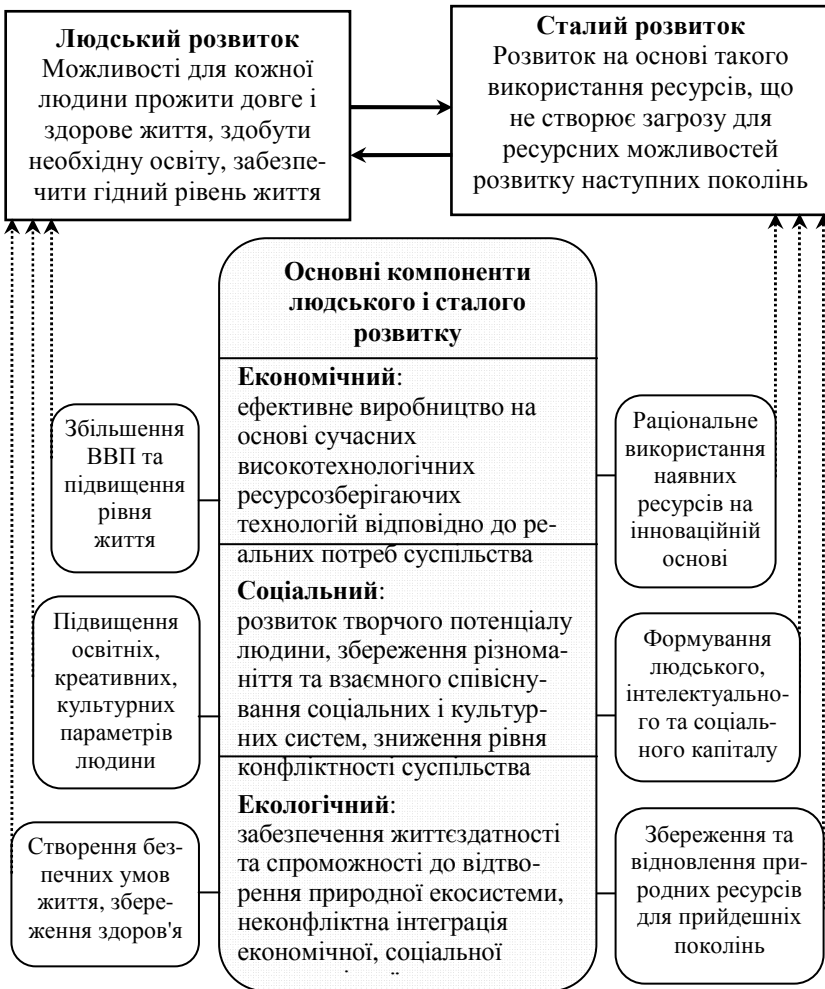 Людський розвиток
Можливості для кожної
людини прожити довге і
здорове життя, здобути
необхідну освіту, забезпе-
чити гідний рівень життя
Сталий розвиток
Розвиток на основі такого
використання ресурсів, що
не створює загрозу для
ресурсних можливостей
розвитку наступних поколінь
Основні компоненти
людського і сталого
розвитку
Економічний:
ефективне виробництво на
основі сучасних
високотехнологічних
ресурсозберігаючих
технологій відповідно до ре-
альних потреб суспільства
Соціальний:
розвиток творчого потенціалу
людини, збереження різнома-
ніття та взаємного співісну-
вання соціальних і культур-
них систем, зниження рівня
конфліктності суспільства
Екологічний:
забезпечення життєздатності
та спроможності до відтво-
рення природної екосистеми,
неконфліктна інтеграція
економічної, соціальної
Збільшення
ВВП та
підвищення
рівня
життя
Підвищення
освітніх,
креативних,
культурних
параметрів
людини
Створення без-
печних умов
життя, збере-
ження здоров'я
Раціональне
використання
наявних
ресурсів на
інноваційній
основі
Формування
людського,
інтелектуально-
го та соціаль-
ного капіталу
Збереження та
відновлення при-
родних ресурсів
для прийдешніх
поколінь